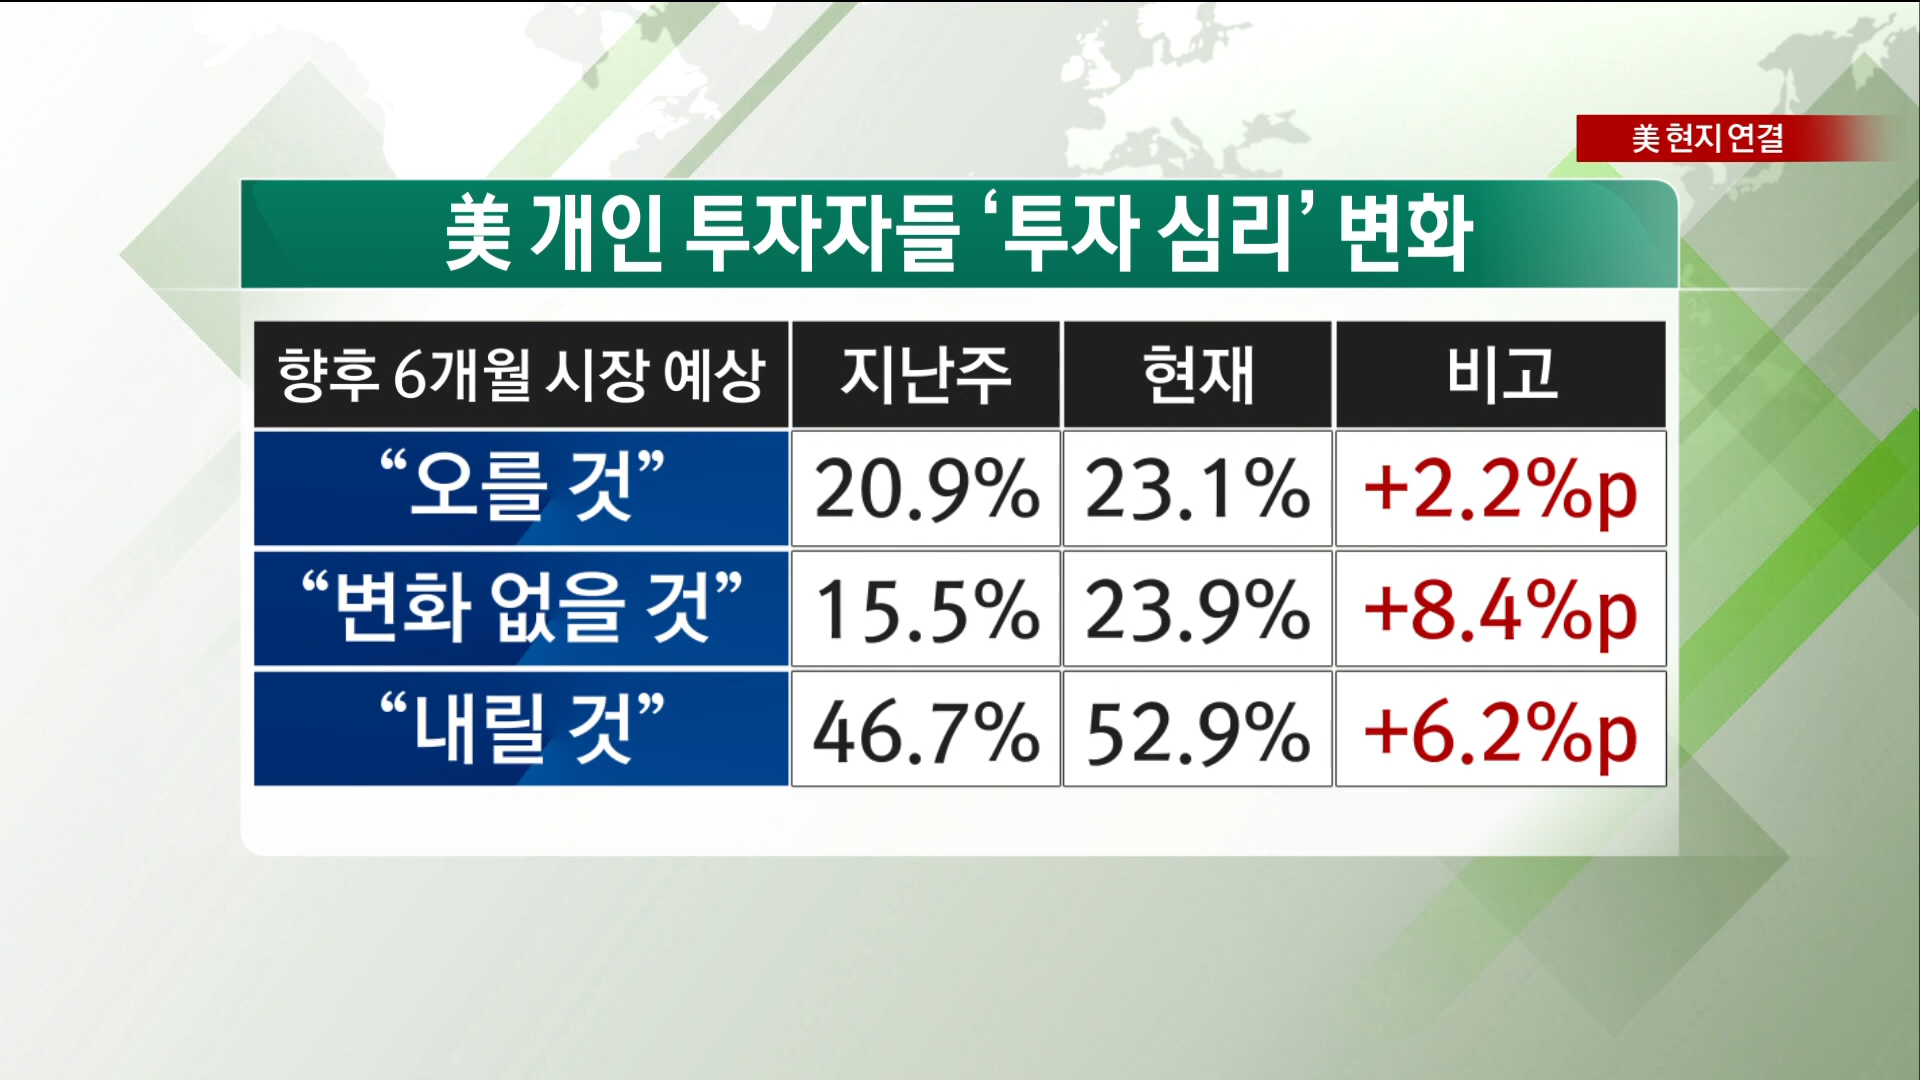 美 현지 연결
美 개인 투자자들 ‘투자 심리’ 변화
향후 6개월 시장 예상 지난주 현재 비고
“오를 것” 20.9% 23.1% +2.2%p
“변화 없을 것” 15.5% 23.9% +8.4%p
“내릴 것” 46.7% 52.9% +6.2%p